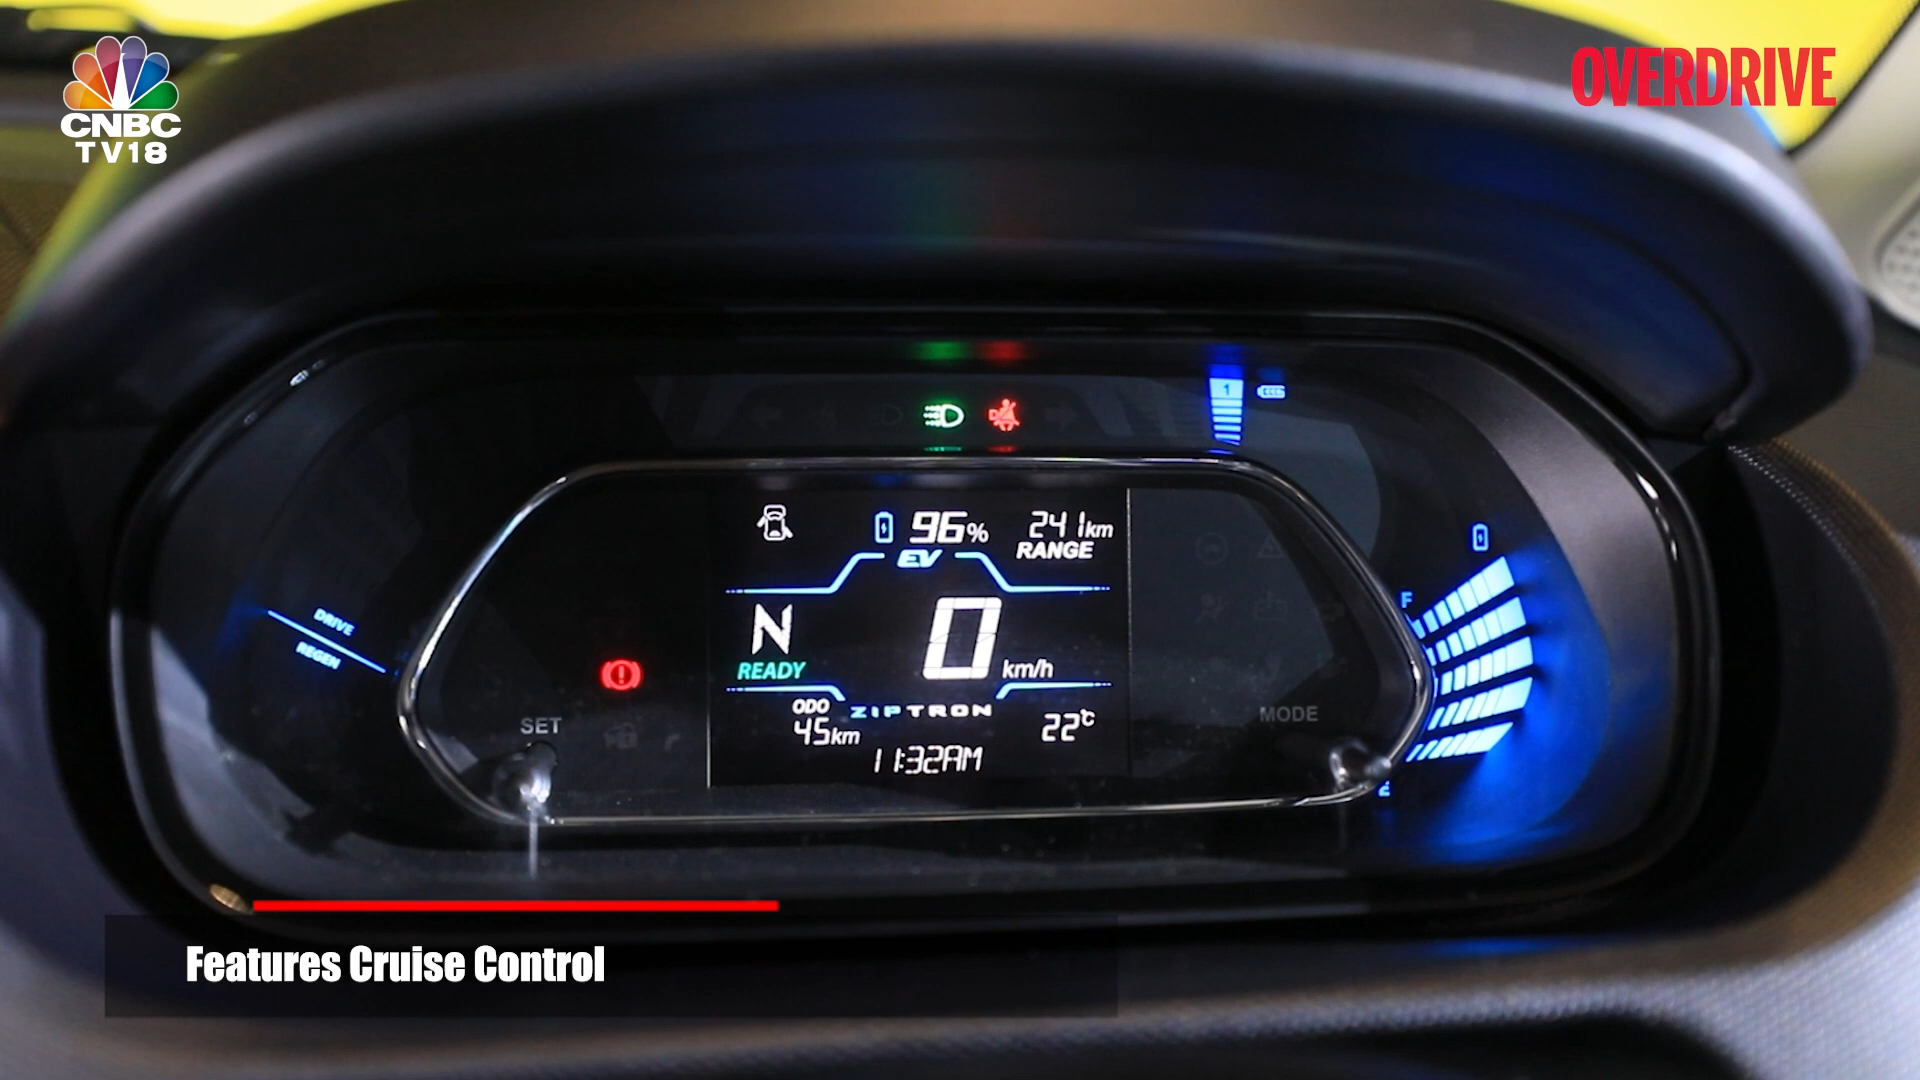 CNBC
TV18
OVERDRIVE
1
96%
241km
RANGE
EV
F
DRIVE
REGEN
N
READY
0 km/h
SET
ODO
45km
ZIPTRON
22°C
MODE
11:32AM
E
Features Cruise Control